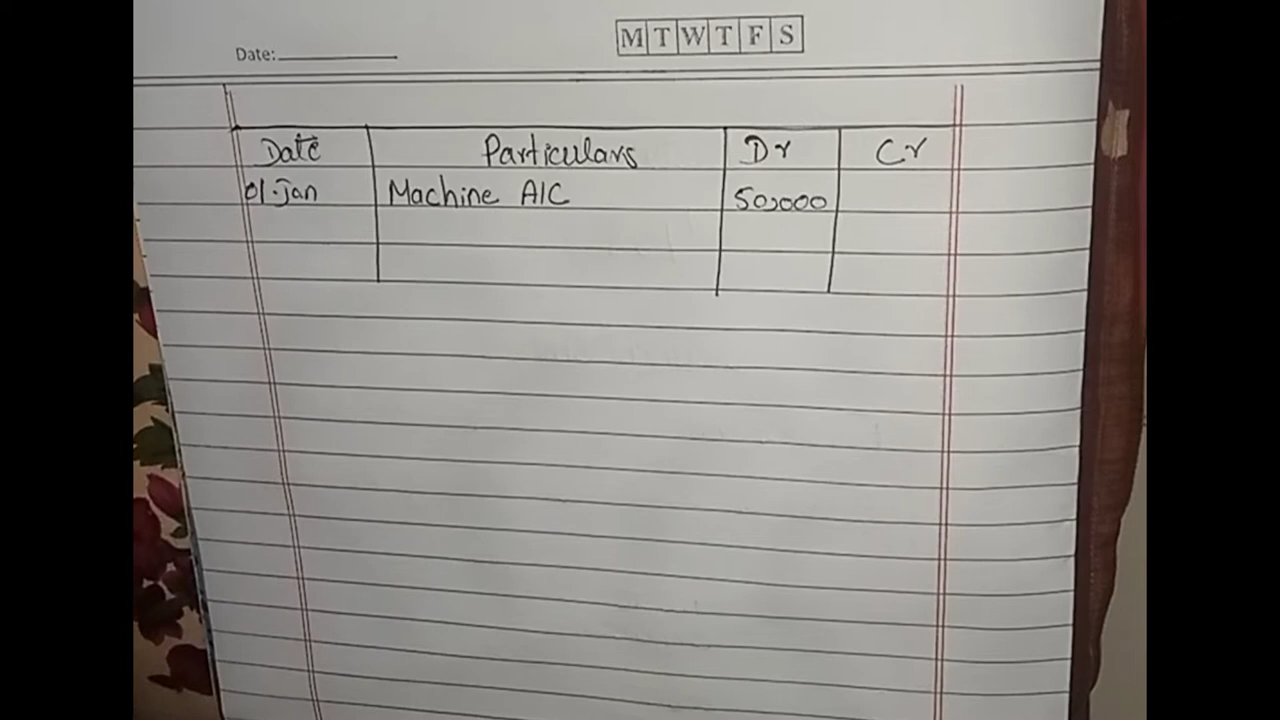 Date:
M T W T F S
Date Particulars Dr Cr
01.Jan Machine A/C 50,000